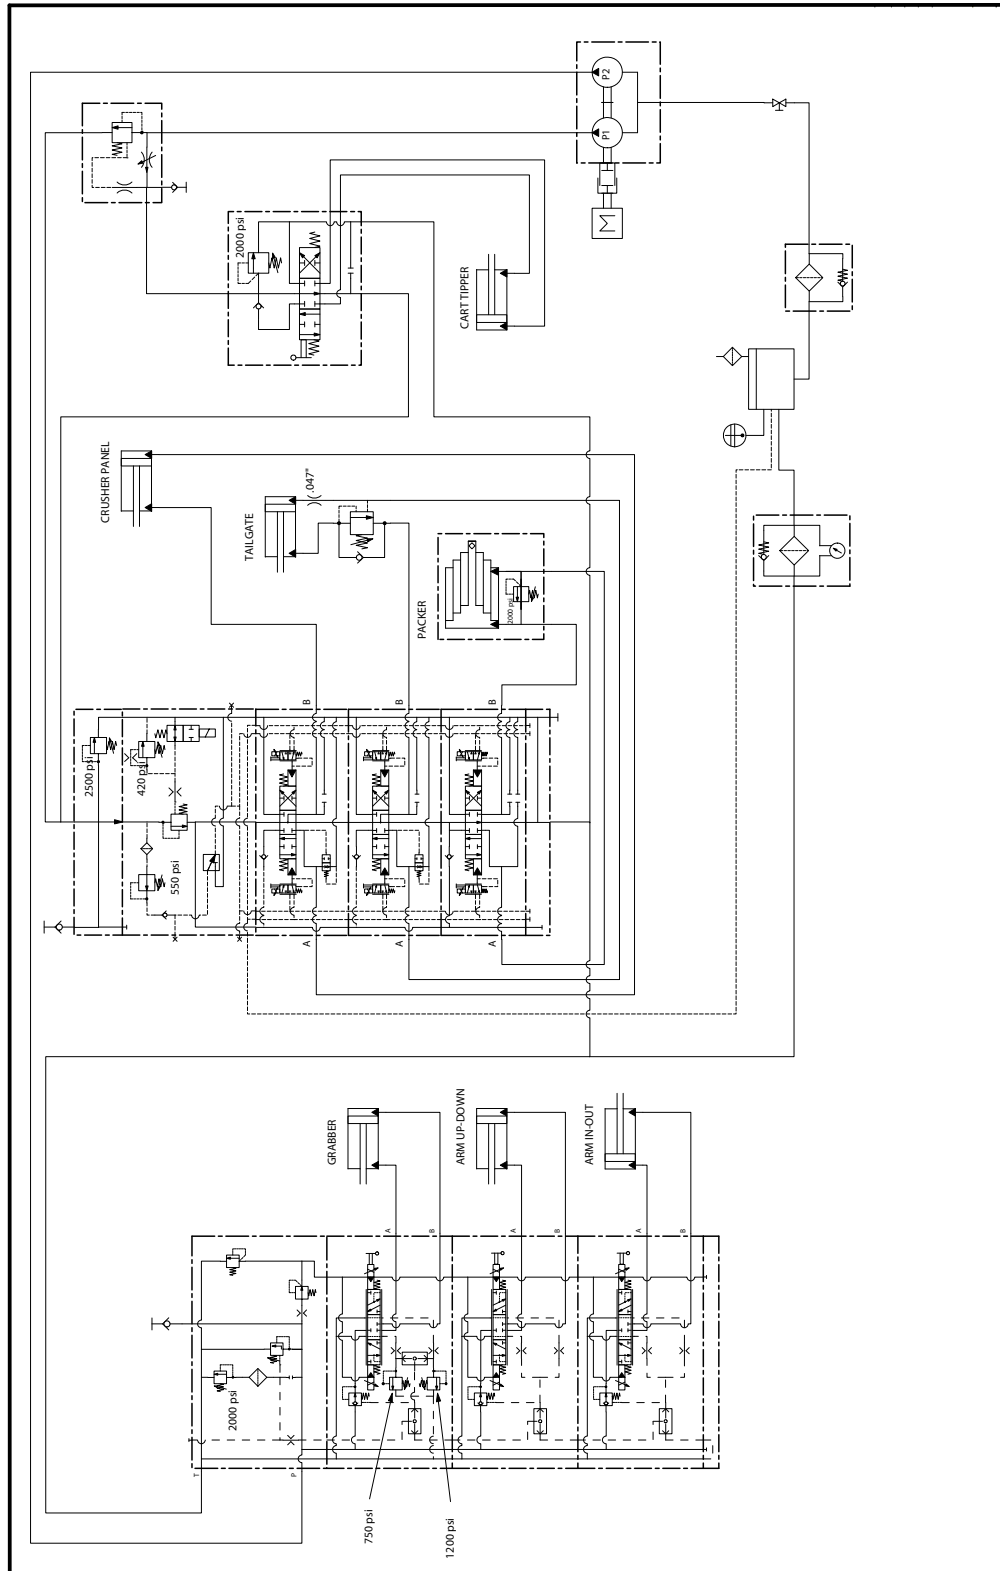 P2
P1
M
2000 psi
CART TIPPER
CRUSHER PANEL
TAILGATE
.047"
PACKER
2000 psi
2500 psi
420 psi
550 psi
B
B
B
A
A
A
GRABBER
ARM UP-DOWN
ARM IN-OUT
A
B
A
B
A
B
2000 psi
T
P
750 psi
1200 psi